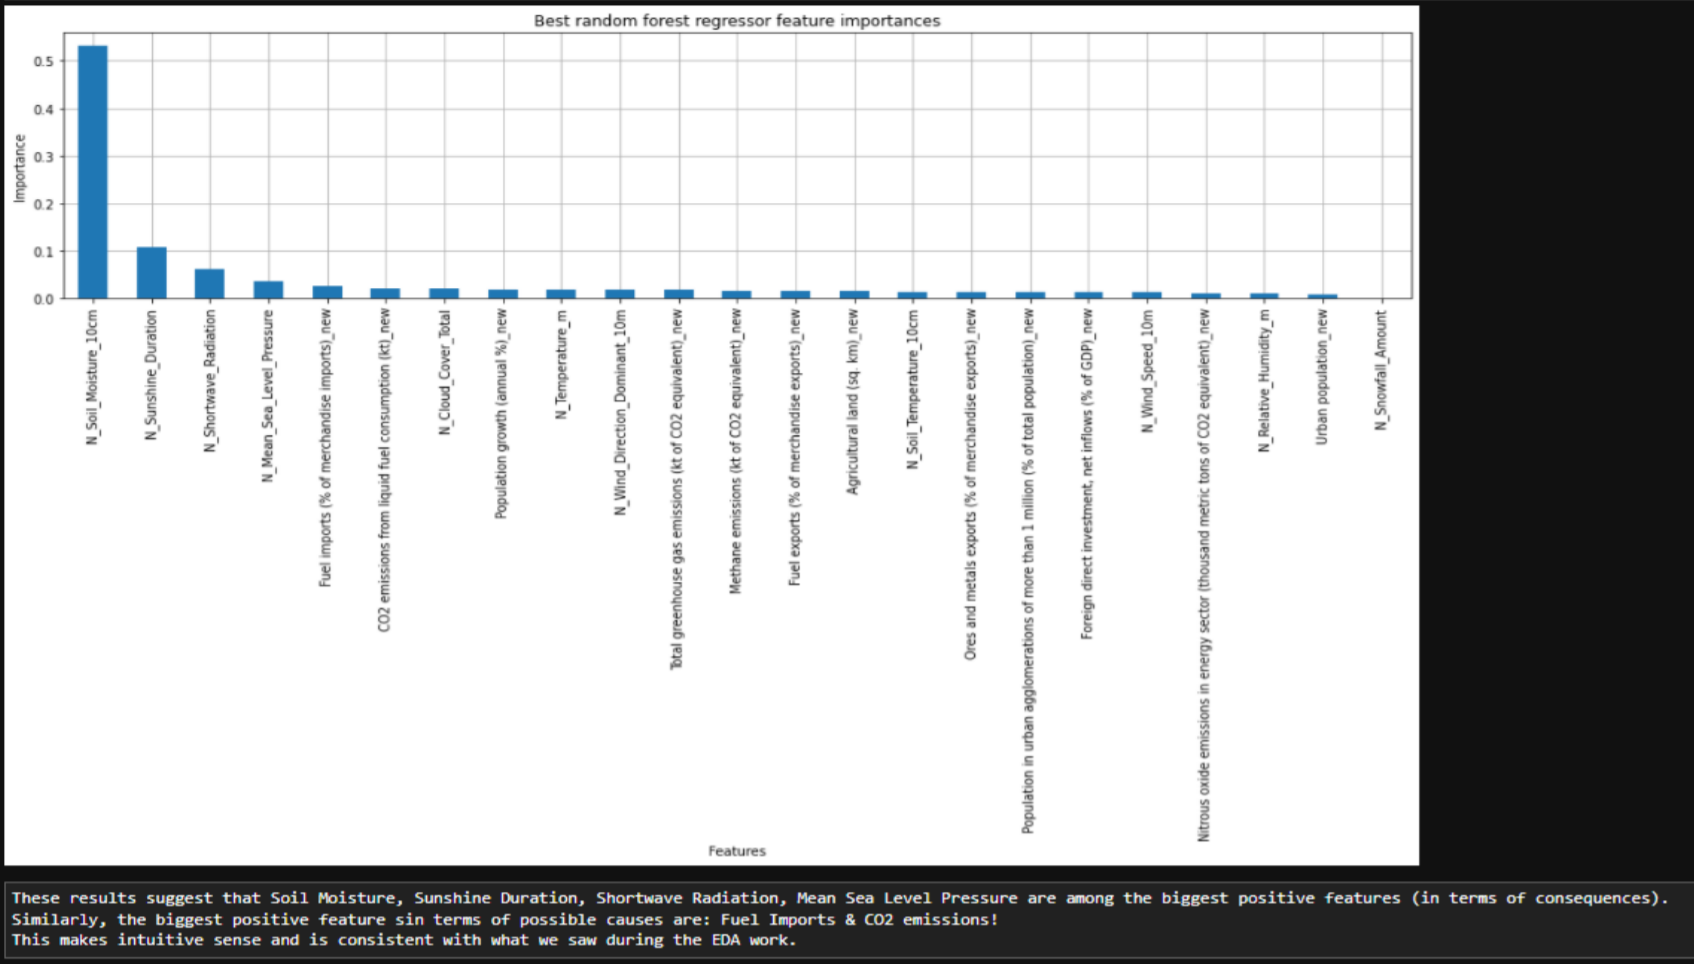 Best random forest regressor feature importances
Importance
0.5
0.4
0.3
0.2
0.1
0.0
N_Soil_Moisture_10cm
N_Sunshine_Duration
N_Shortwave_Radiation
N_Mean_Sea_Level_Pressure
Fuel imports (% of merchandise imports)_new
CO2 emissions from liquid fuel consumption (kt)_new
N_Cloud_Cover_Total
Population growth (annual %)_new
N_Temperature_m
N_Wind_Direction_Dominant_10m
Total greenhouse gas emissions (kt of CO2 equivalent)_new
Methane emissions (kt of CO2 equivalent)_new
Fuel exports (% of merchandise exports)_new
Agricultural land (sq. km)_new
N_Soil_Temperature_10cm
Ores and metals exports (% of merchandise exports)_new
Population in urban agglomerations of more than 1 million (% of total population)_new
Foreign direct investment, net inflows (% of GDP)_new
N_Wind_Speed_10m
Nitrous oxide emissions in energy sector (thousand metric tons of CO2 equivalent)_new
N_Relative_Humidity_m
Urban population_new
N_Snowfall_Amount
Features
These results suggest that Soil Moisture, Sunshine Duration, Shortwave Radiation, Mean Sea Level Pressure are among the biggest positive features (in terms of consequences).
Similarly, the biggest positive feature sin terms of possible causes are: Fuel Imports & CO2 emissions!
This makes intuitive sense and is consistent with what we saw during the EDA work.